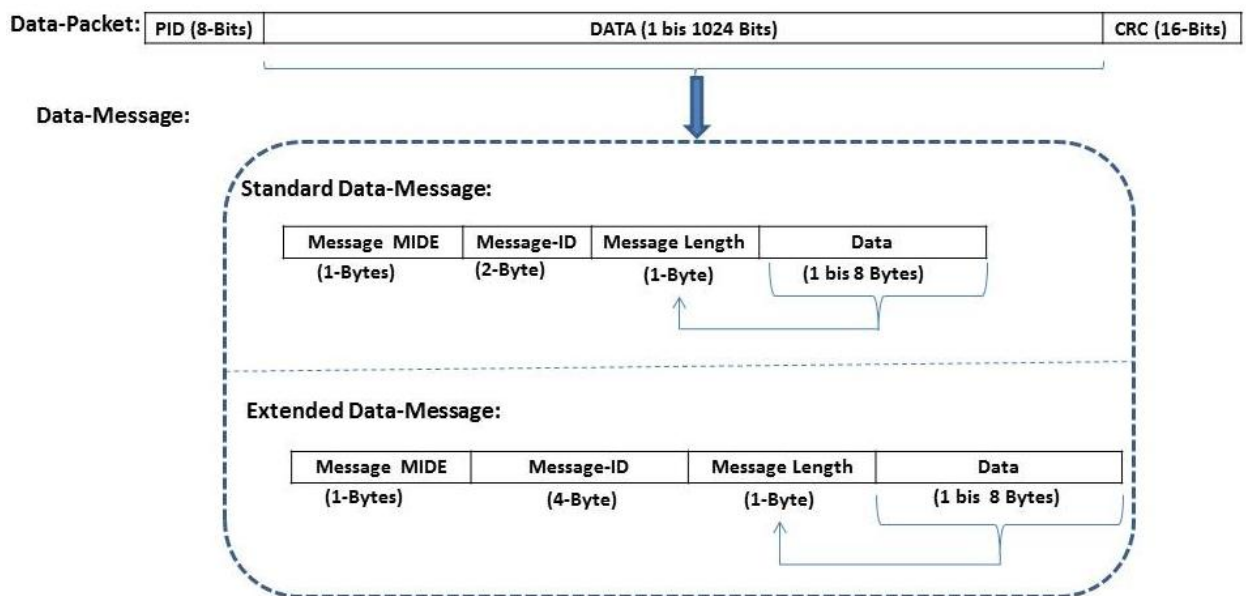 Data-Packet: PID (8-Bits) DATA (1 bis 1024 Bits) CRC (16-Bits)
Data-Message:
Standard Data-Message:
Message MIDE Message-ID Message Length Data
(1-Bytes) (2-Byte) (1-Byte) (1 bis 8 Bytes)
Extended Data-Message:
Message MIDE Message-ID Message Length Data
(1-Bytes) (4-Byte) (1-Byte) (1 bis 8 Bytes)